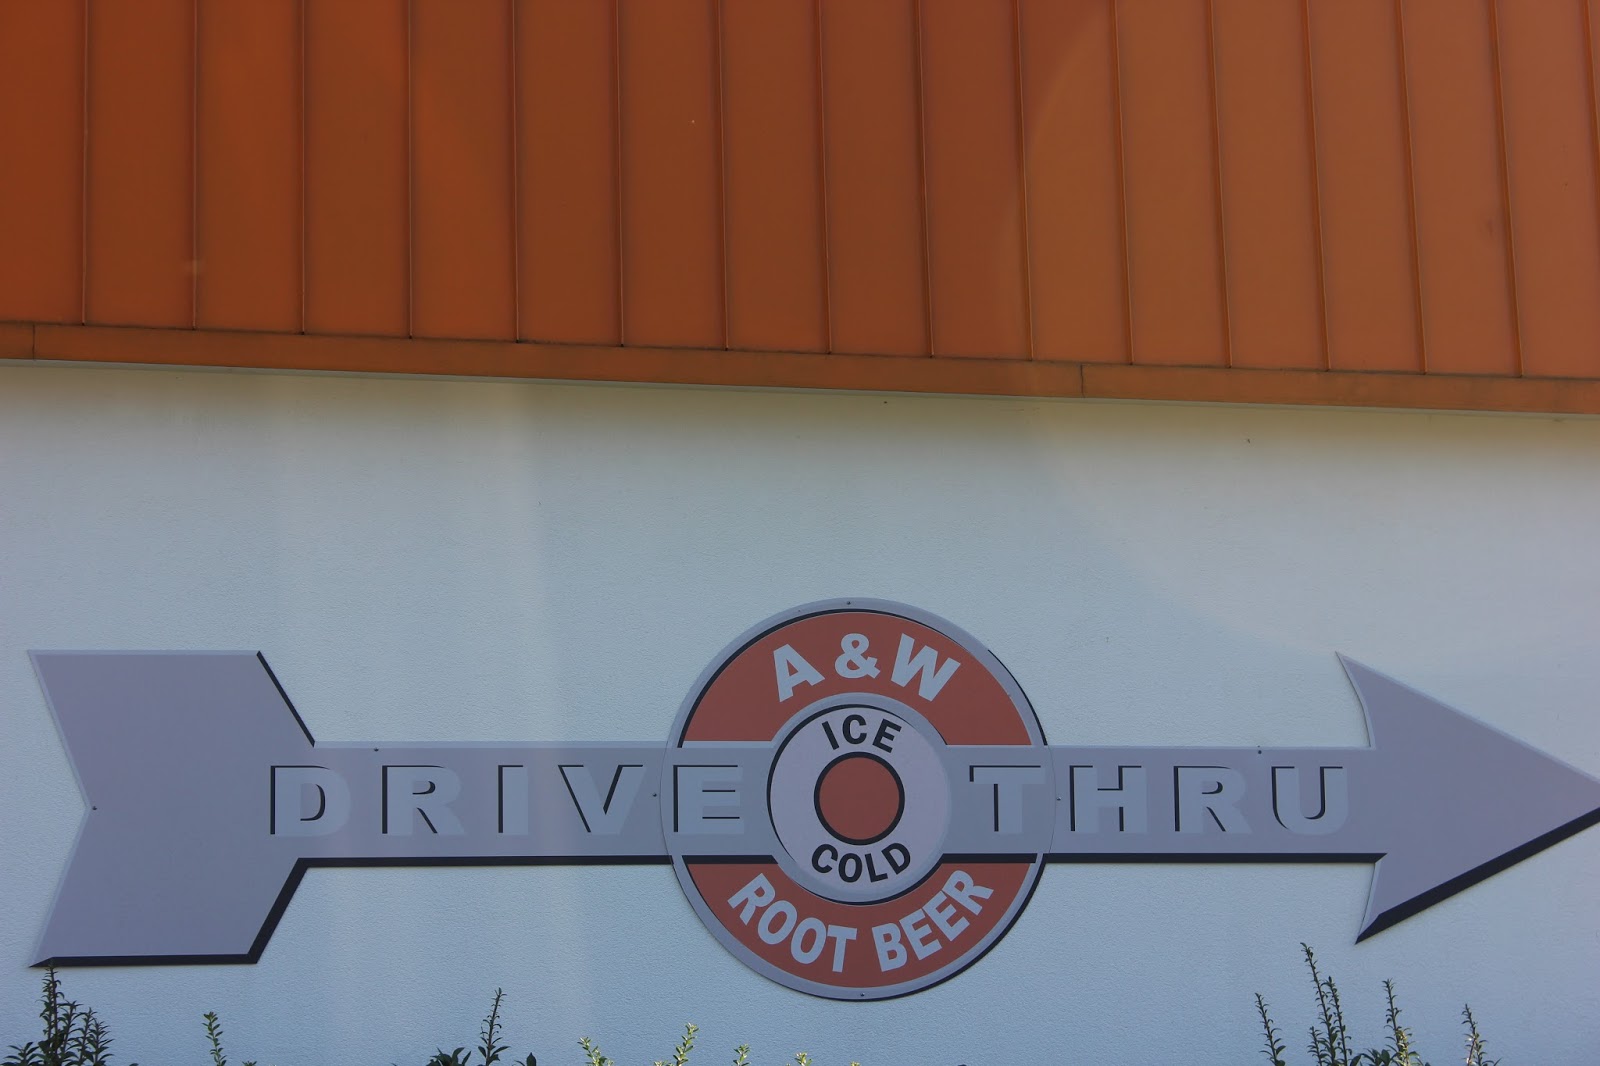 A&W
ICE
DRIVE THRU
COLD
ROOT BEER